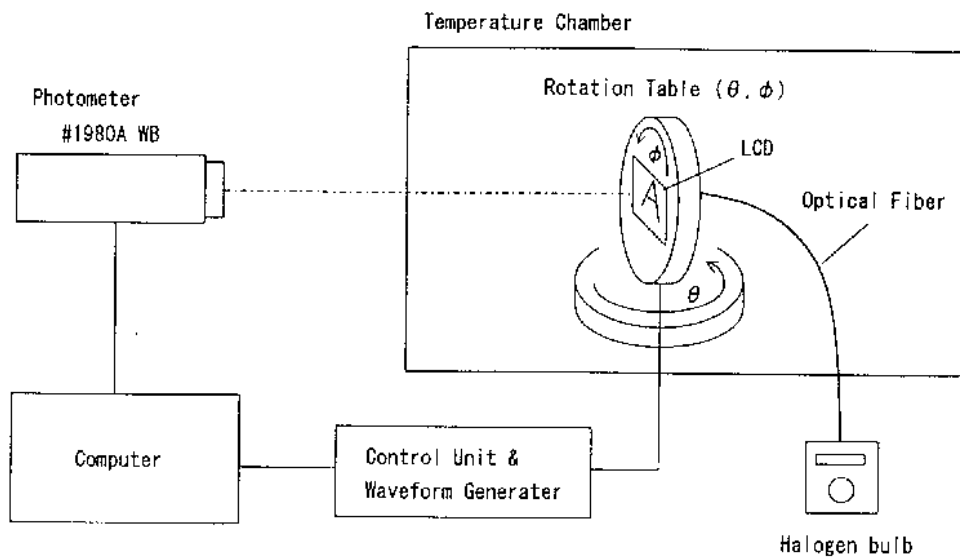 Temperature Chamber
Photometer
#1980A WB
Rotation Table (θ, ϕ)
ϕ
LCD
A
Optical Fiber
θ
Computer
Control Unit &
Waveform Generater
Halogen bulb